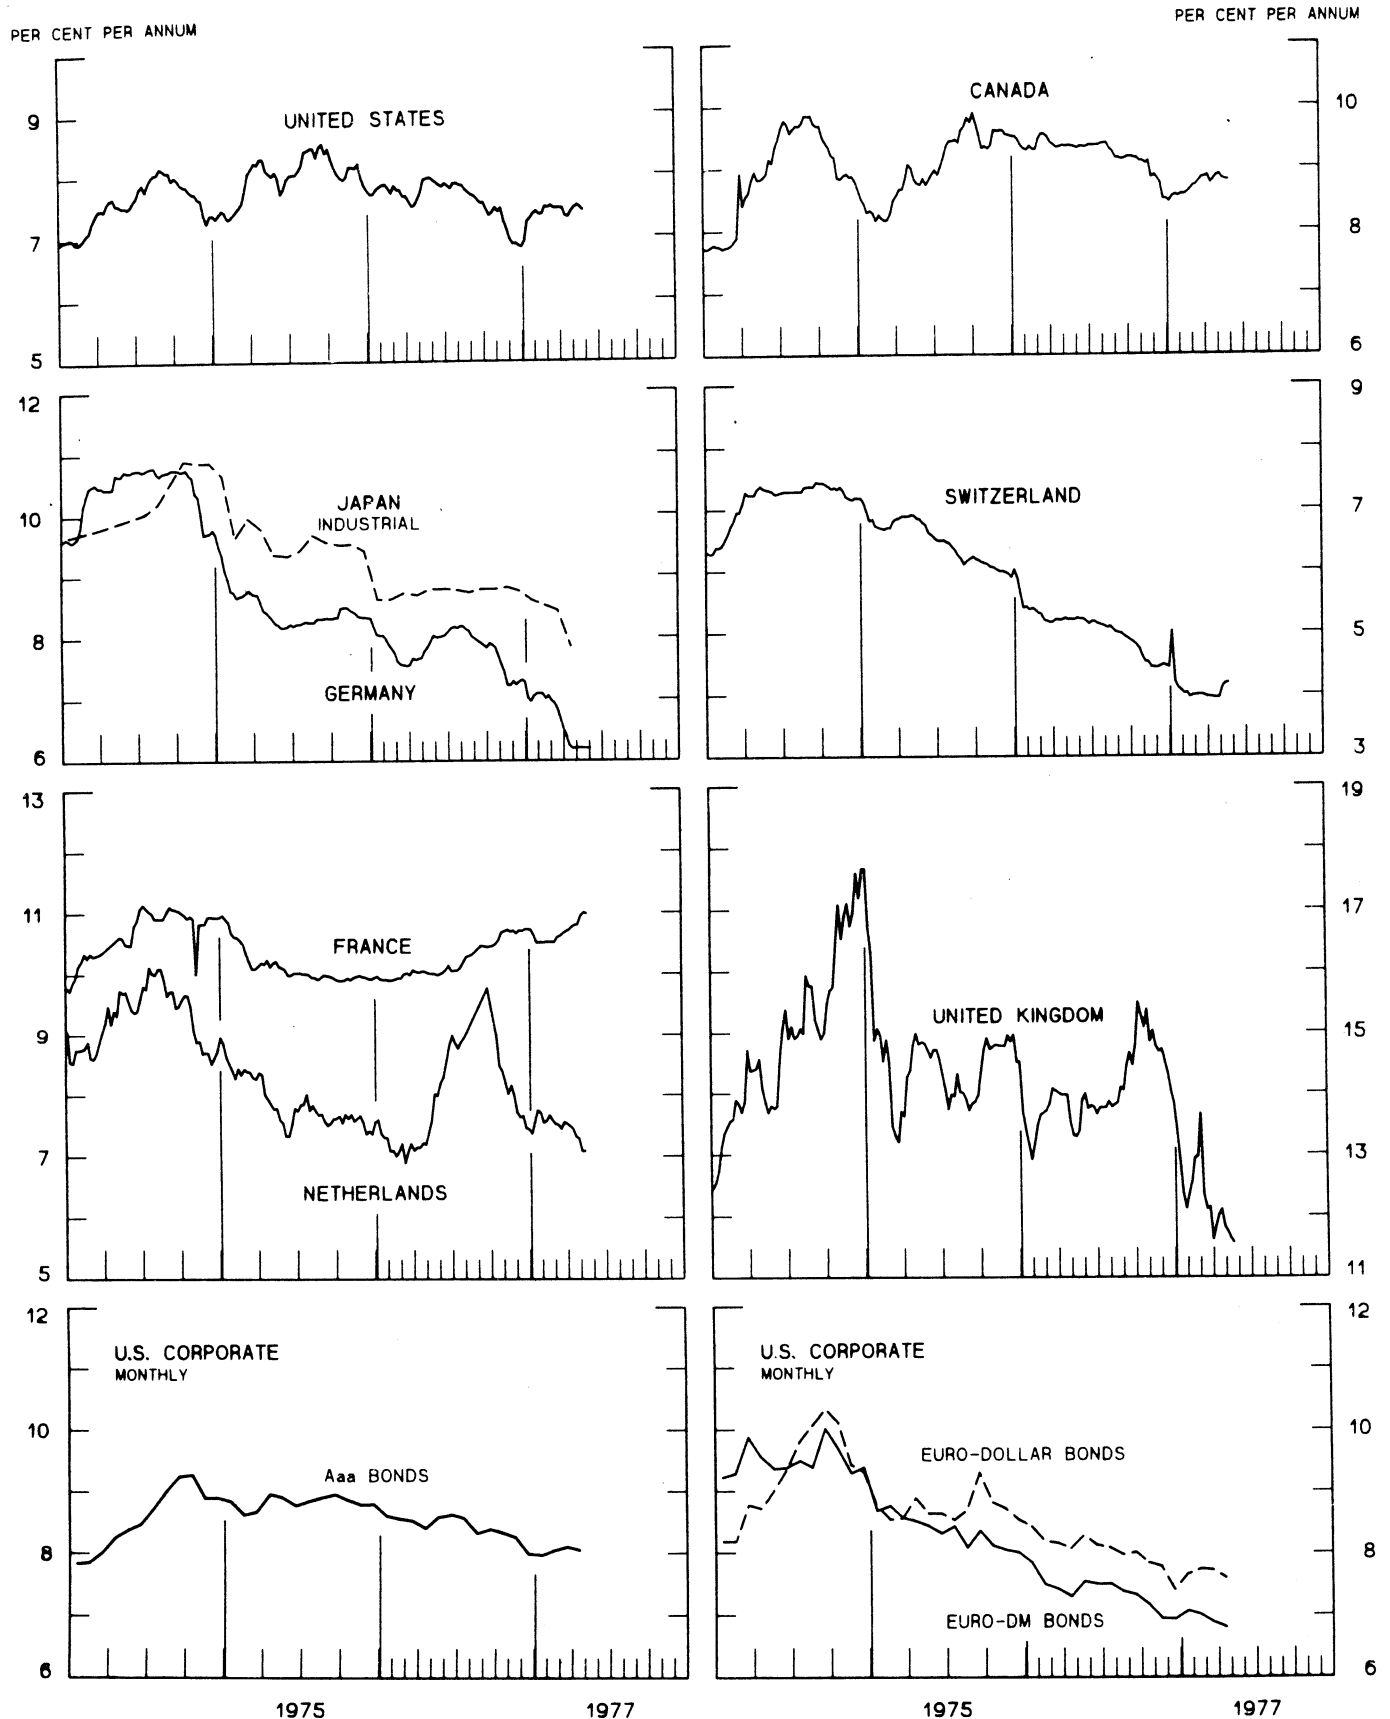 PER CENT PER ANNUM
PER CENT PER ANNUM
UNITED STATES
9
7
5
CANADA
10
8
6
12
10
8
6
JAPAN
INDUSTRIAL
GERMANY
SWITZERLAND
9
7
5
3
13
11
9
7
5
FRANCE
NETHERLANDS
UNITED KINGDOM
19
17
15
13
11
12
10
8
6
U.S. CORPORATE
MONTHLY
Aaa BONDS
U.S. CORPORATE
MONTHLY
EURO-DOLLAR BONDS
EURO-DM BONDS
12
10
8
6
1975
1977
1975
1977